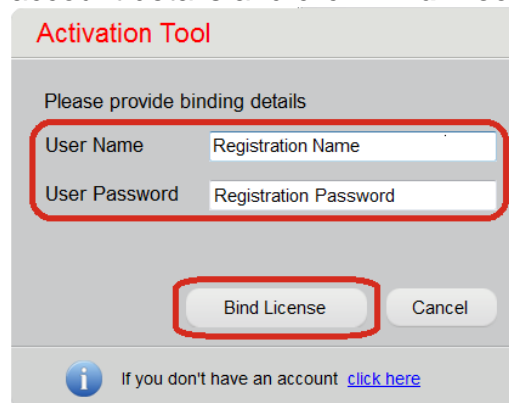 Activation Tool
Please provide binding details
User Name Registration Name
User Password Registration Password
Bind License Cancel
If you don't have an account click here